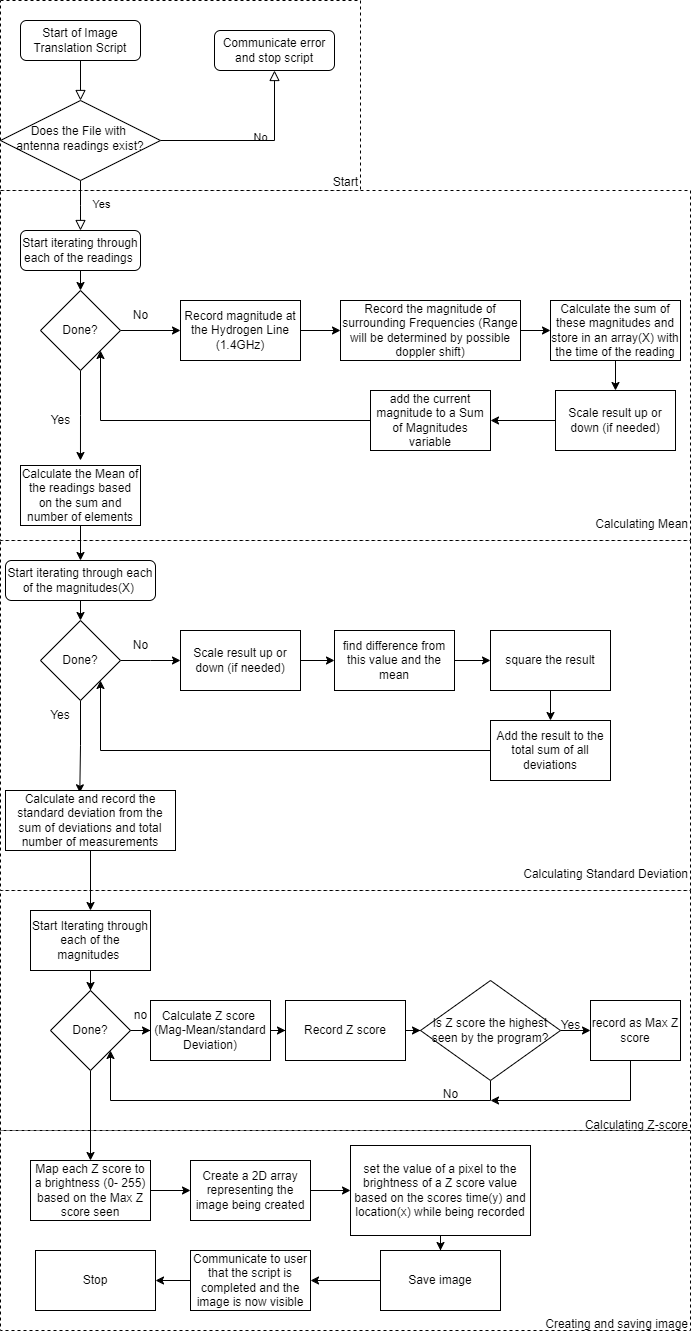 Start of Image
Translation Script
Communicate error
and stop script
Does the File with
antenna readings exist?
No
Start
Yes
Start iterating through
each of the readings
Done?
No
Record magnitude at
the Hydrogen Line
(1.4GHz)
Record the magnitude of
surrounding Frequencies (Range
will be determined by possible
doppler shift)
Calculate the sum of
these magnitudes and
store in an array(X) with
the time of the reading
Scale result up or
down (if needed)
add the current
magnitude to a Sum
of Magnitudes
variable
Yes
Calculate the Mean of
the readings based
on the sum and
number of elements
Calculating Mean
Start iterating through each
of the magnitudes(X)
Done?
No
Scale result up or
down (if needed)
find difference from
this value and the
mean
square the result
Add the result to the
total sum of all
deviations
Yes
Calculate and record the
standard deviation from the
sum of deviations and total
number of measurements
Calculating Standard Deviation
Start Iterating through
each of the
magnitudes
Done?
no
Calculate Z score
(Mag-Mean/standard
Deviation)
Record Z score
Is Z score the highest
seen by the program?
Yes
record as Max Z
score
No
Calculating Z-score
Map each Z score to
a brightness (0- 255)
based on the Max Z
score seen
Create a 2D array
representing the
image being created
set the value of a pixel to the
brightness of a Z score value
based on the scores time(y) and
location(x) while being recorded
Save image
Communicate to user
that the script is
completed and the
image is now visible
Stop
Creating and saving image